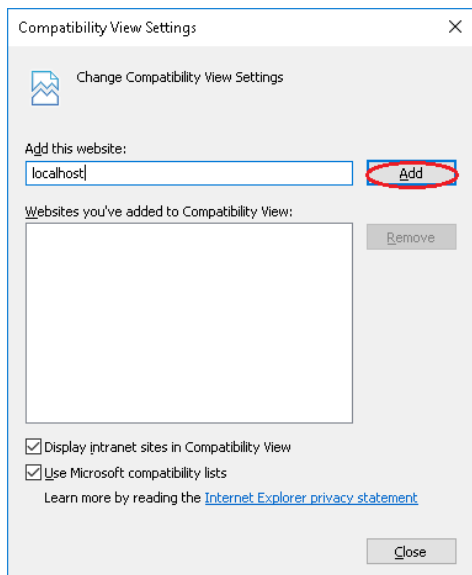 Compatibility View Settings
Change Compatibility View Settings
Add this website:
localhost
Add
Websites you've added to Compatibility View:
Remove
Display intranet sites in Compatibility View
Use Microsoft compatibility lists
Learn more by reading the Internet Explorer privacy statement
Close